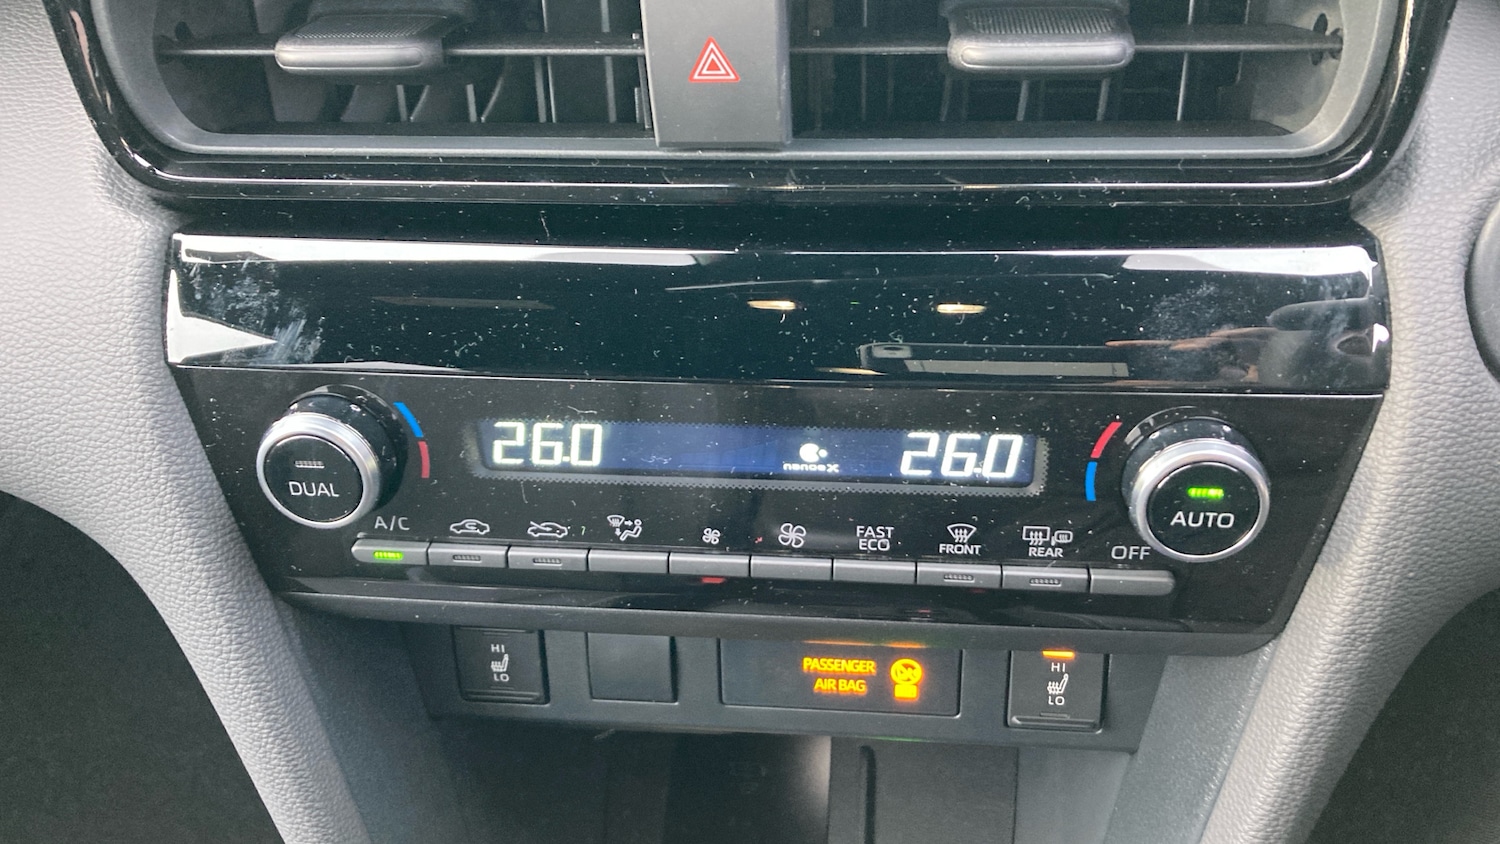 26.0
nanoe X
26.0
DUAL
AUTO
A/C
FAST
ECO
FRONT
REAR
OFF
HI
LO
PASSENGER
AIR BAG
HI
LO